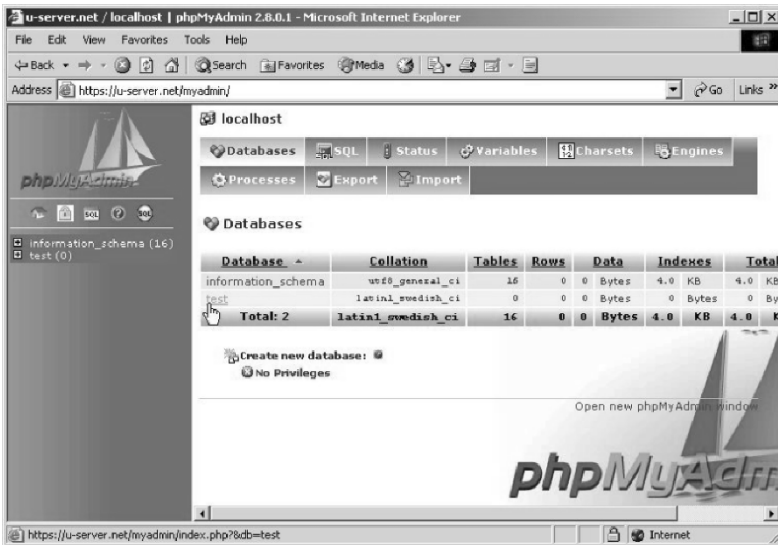 u-server.net / localhost | phpMyAdmin 2.8.0.1 - Microsoft Internet Explorer
File Edit View Favorites Tools Help
Back Search Favorites Media
Address https://u-server.net/myadmin/ Go Links »
phpMyAdmin
SQL SQL
information_schema (16)
test (0)
localhost
Databases SQL Status Variables Charsets Engines
Processes Export Import
Databases
Database Collation Tables Rows Data Indexes Total
information_schema utf8_general_ci 16 0 0 Bytes 4.0 KB 4.0 KB
test latin1_swedish_ci 0 0 0 Bytes 0 Bytes 0 By
Total: 2 latin1_swedish_ci 16 0 0 Bytes 4.0 KB 4.0 K
Create new database:
No Privileges
Open new phpMyAdmin window
phpMyAdm
https://u-server.net/myadmin/index.php?&db=test Internet